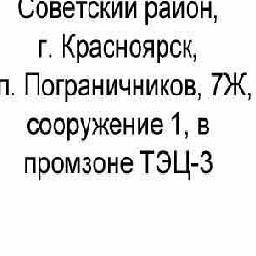 Советский район,
г. Красноярск,
п. Пограничников, 7Ж,
сооружение 1, в
промзоне ТЭЦ-3